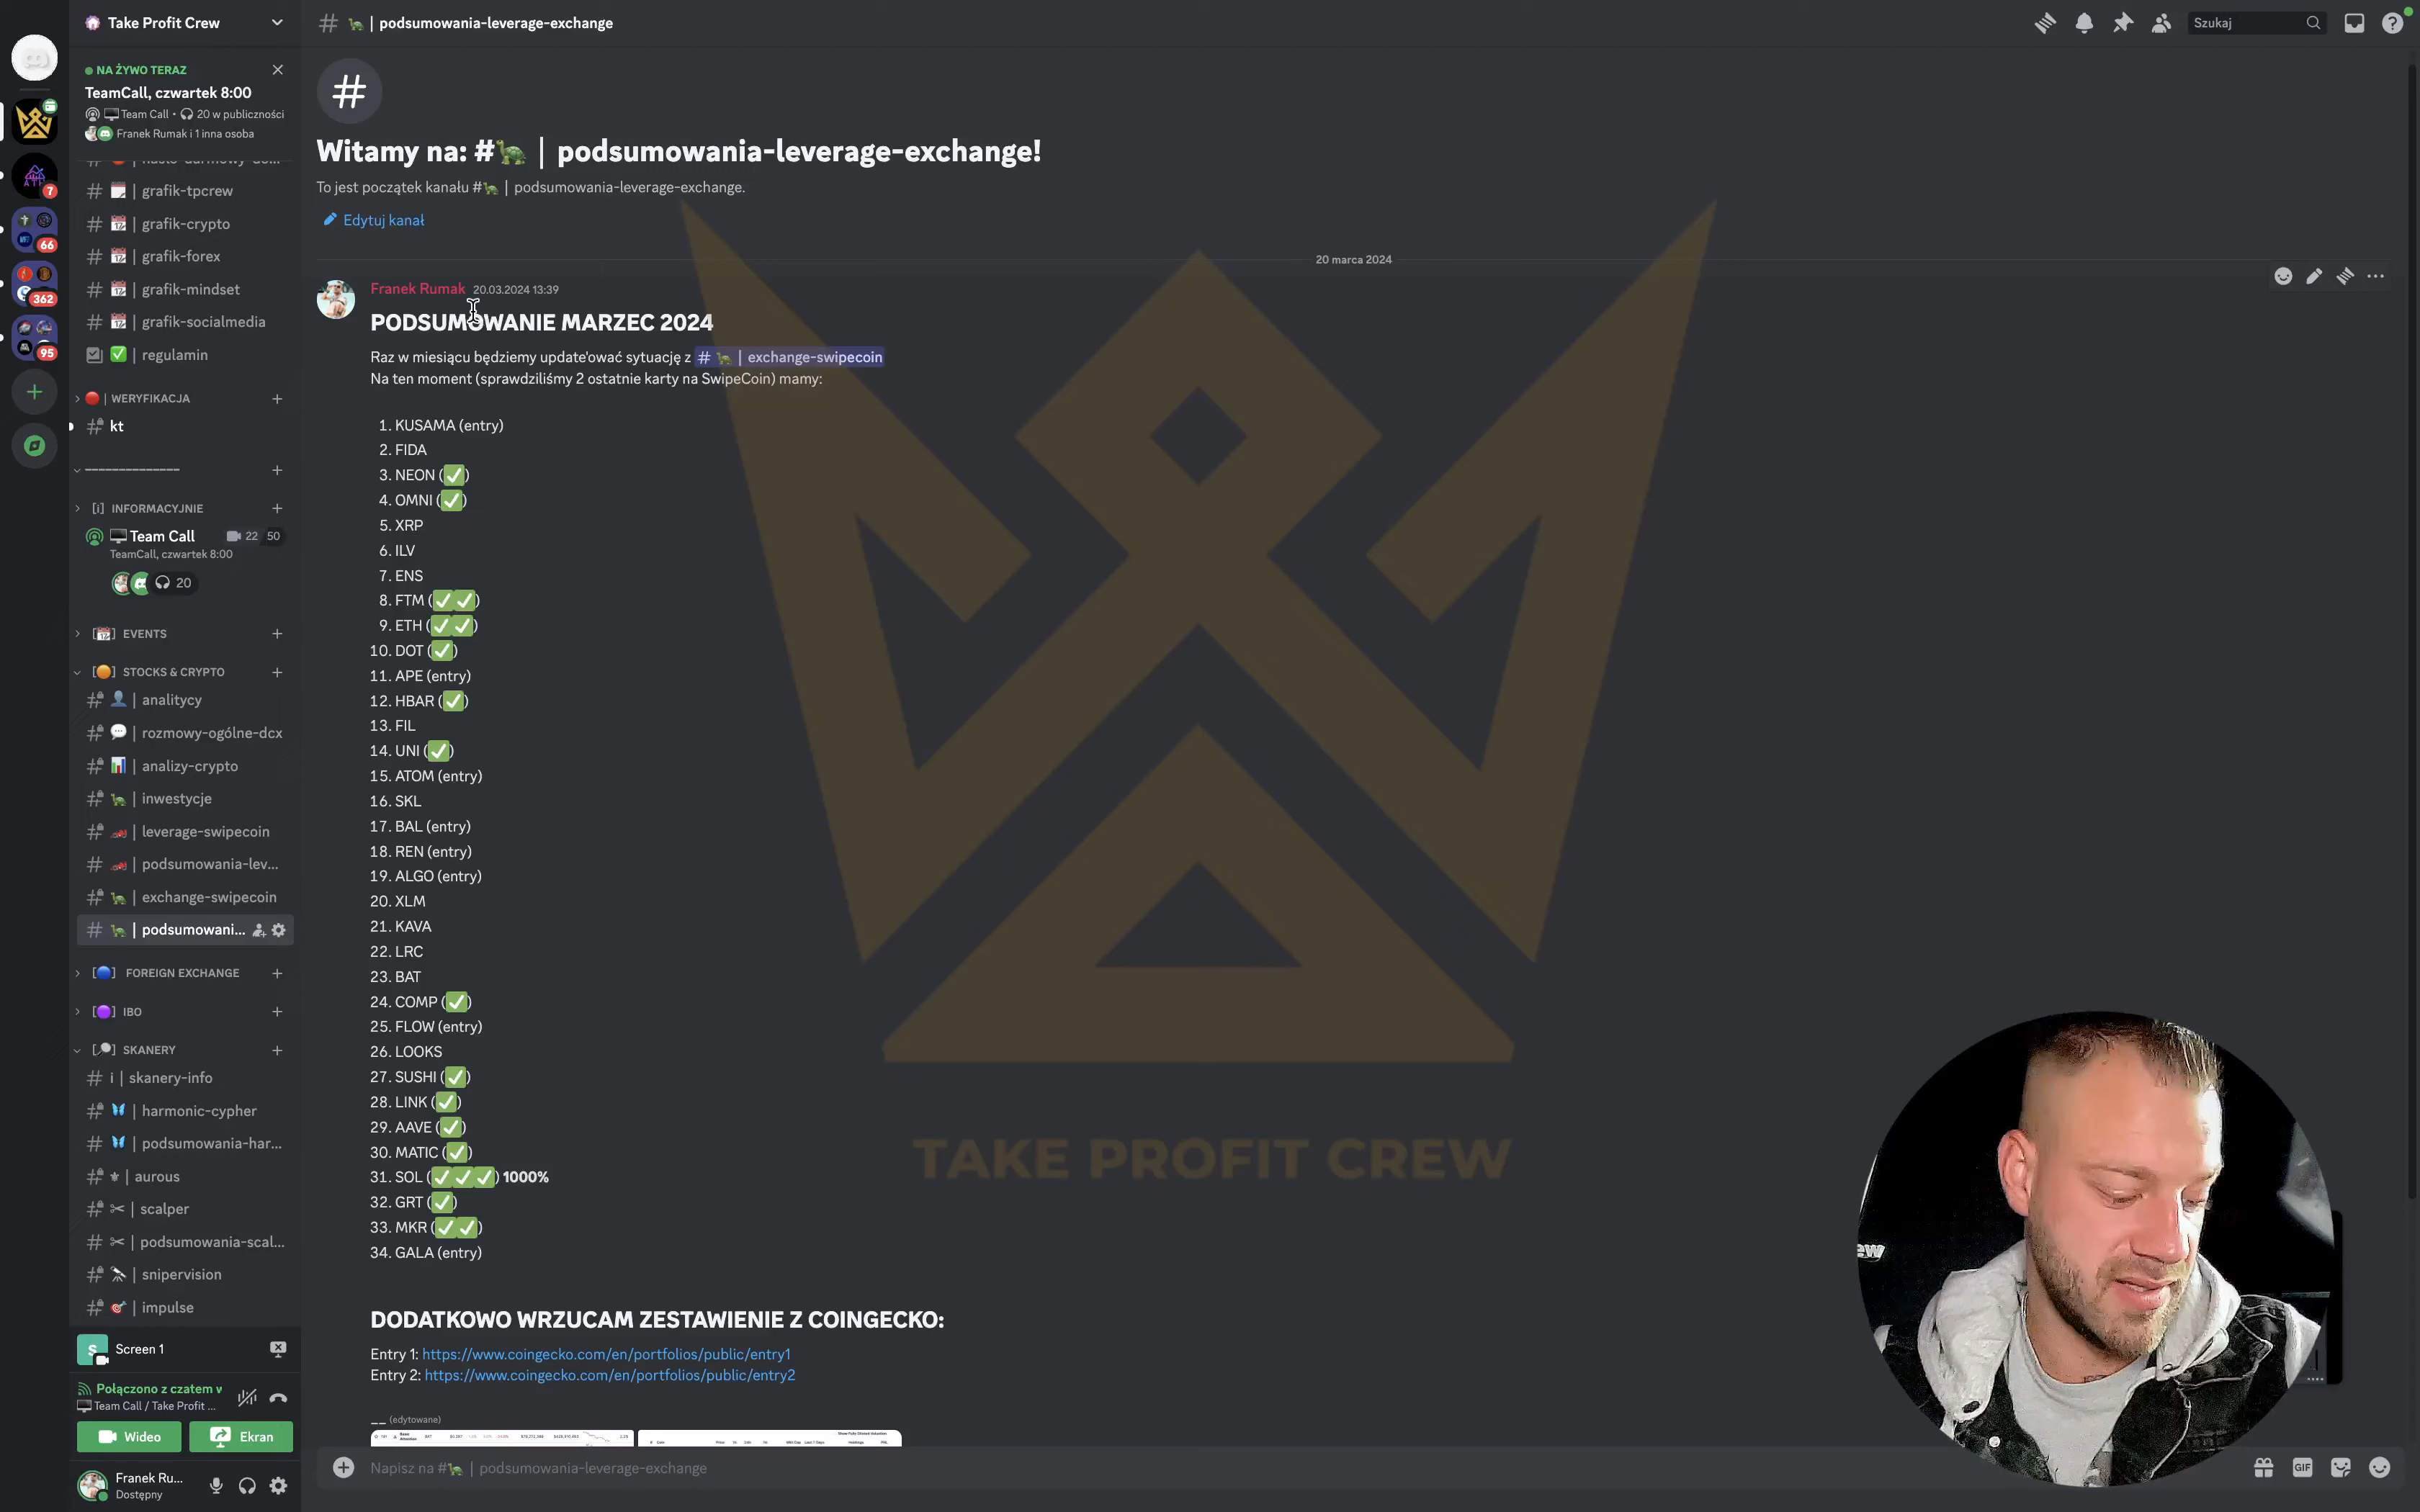 Take Profit Crew
NA ŻYWO TERAZ
TeamCall, czwartek 8:00
Team Call • 20 w publiczności
Franek Rumak i 1 inna osoba
grafik-tpcrew
grafik-crypto
grafik-forex
grafik-mindset
grafik-socialmedia
regulamin
WERYFIKACJA
kt
INFORMACYJNIE
Team Call 22 50
TeamCall, czwartek 8:00
20
EVENTS
STOCKS & CRYPTO
analitycy
rozmowy-ogólne-dcx
analizy-crypto
inwestycje
leverage-swipecoin
podsumowania-lev...
exchange-swipecoin
podsumowani...
FOREIGN EXCHANGE
IBO
SKANERY
i | skanery-info
harmonic-cypher
podsumowania-har...
aurous
scalper
podsumowania-scal...
snipervision
impulse
Screen 1
Połączono z czatem w
Team Call / Take Profit ...
Wideo
Ekran
Franek Ru...
Dostępny
7
66
362
95
# | podsumowania-leverage-exchange
Szukaj
Witamy na: # | podsumowania-leverage-exchange!
To jest początek kanału # | podsumowania-leverage-exchange.
Edytuj kanał
20 marca 2024
Franek Rumak 20.03.2024 13:39
PODSUMOWANIE MARZEC 2024
Raz w miesiącu będziemy update'ować sytuację z # | exchange-swipecoin
Na ten moment (sprawdziliśmy 2 ostatnie karty na SwipeCoin) mamy:
1. KUSAMA (entry)
2. FIDA
3. NEON (✅)
4. OMNI (✅)
5. XRP
6. ILV
7. ENS
8. FTM (✅✅)
9. ETH (✅✅)
10. DOT (✅)
11. APE (entry)
12. HBAR (✅)
13. FIL
14. UNI (✅)
15. ATOM (entry)
16. SKL
17. BAL (entry)
18. REN (entry)
19. ALGO (entry)
20. XLM
21. KAVA
22. LRC
23. BAT
24. COMP (✅)
25. FLOW (entry)
26. LOOKS
27. SUSHI (✅)
28. LINK (✅)
29. AAVE (✅)
30. MATIC (✅)
31. SOL (✅✅✅) 1000%
32. GRT (✅)
33. MKR (✅✅)
34. GALA (entry)
DODATKOWO WRZUCAM ZESTAWIENIE Z COINGECKO:
Entry 1: https://www.coingecko.com/en/portfolios/public/entry1
Entry 2: https://www.coingecko.com/en/portfolios/public/entry2
__ (edytowane)
Napisz na # | podsumowania-leverage-exchange
GIF
TAKE PROFIT CREW